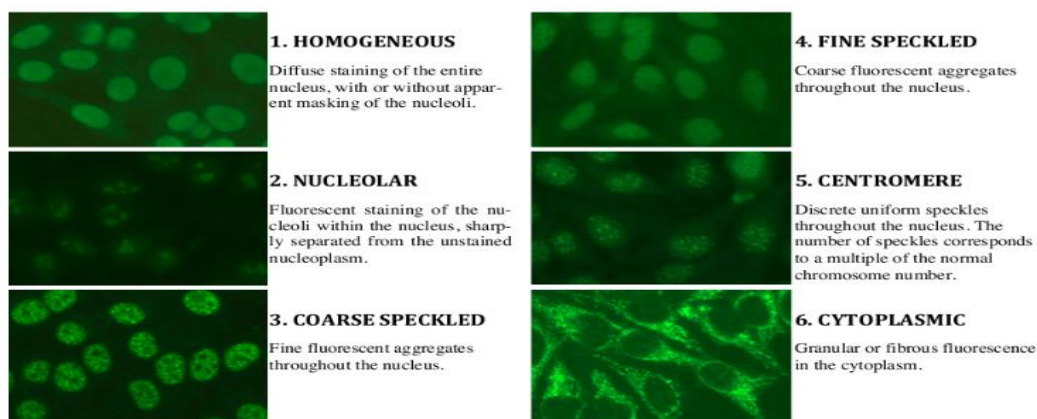 1. HOMOGENEOUS
Diffuse staining of the entire
nucleus, with or without appar-
ent masking of the nucleoli.
2. NUCLEOLAR
Fluorescent staining of the nu-
cleoli within the nucleus, sharp-
ly separated from the unstained
nucleoplasm.
3. COARSE SPECKLED
Fine fluorescent aggregates
throughout the nucleus.
4. FINE SPECKLED
Coarse fluorescent aggregates
throughout the nucleus.
5. CENTROMERE
Discrete uniform speckles
throughout the nucleus. The
number of speckles corresponds
to a multiple of the normal
chromosome number.
6. CYTOPLASMIC
Granular or fibrous fluorescence
in the cytoplasm.